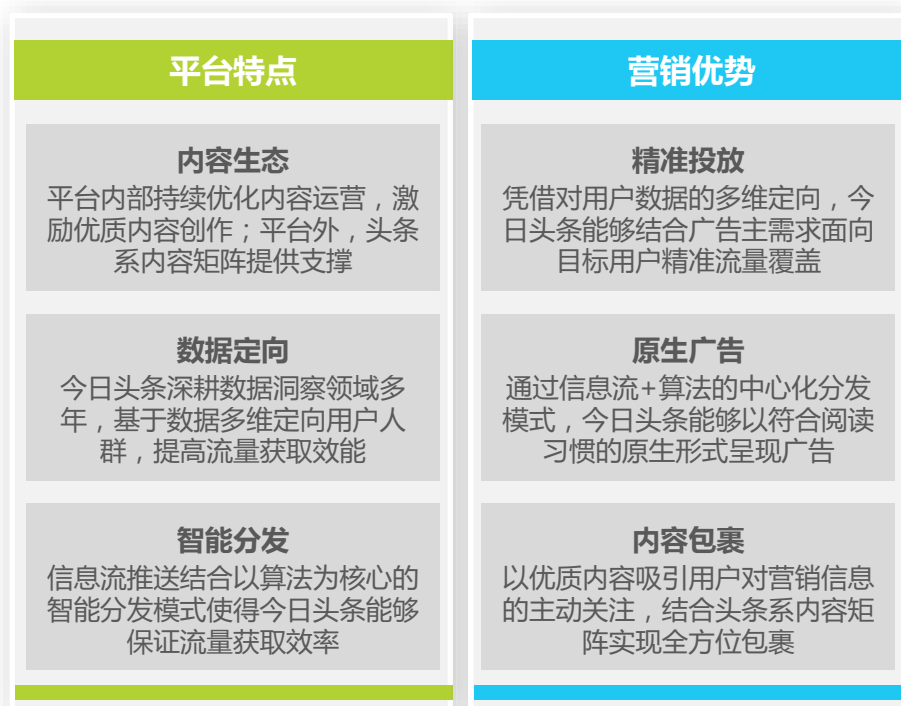 平台特点
内容生态
平台内部持续优化内容运营，激
励优质内容创作；平台外，头条
系内容矩阵提供支撑
数据定向
今日头条深耕数据洞察领域多
年，基于数据多维定向用户人
群，提高流量获取效能
智能分发
信息流推送结合以算法为核心的
智能分发模式使得今日头条能够
保证流量获取效率
营销优势
精准投放
凭借对用户数据的多维定向，今
日头条能够结合广告主需求面向
目标用户精准流量覆盖
原生广告
通过信息流+算法的中心化分发
模式，今日头条能够以符合阅读
习惯的原生形式呈现广告
内容包裹
以优质内容吸引用户对营销信息
的主动关注，结合头条系内容矩
阵实现全方位包裹